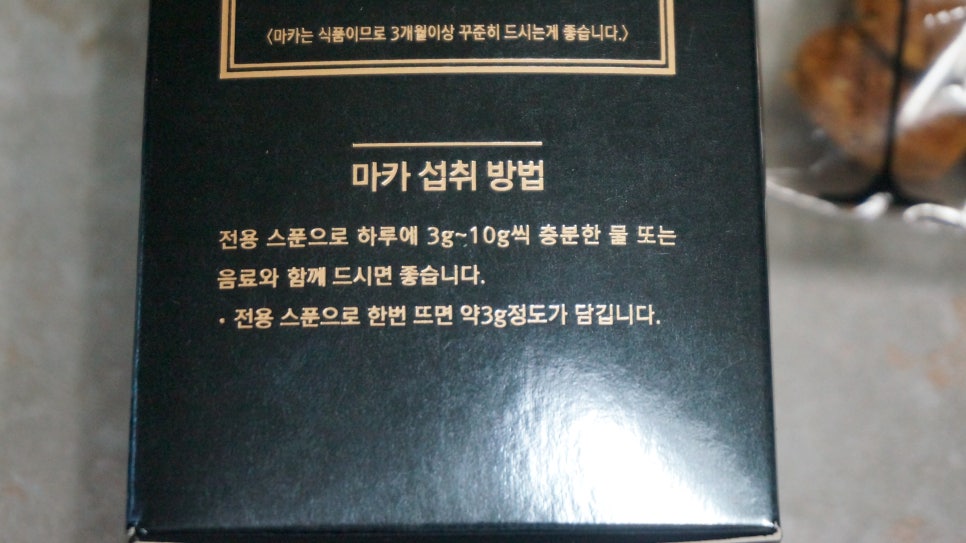 〈마카는 식품이므로 3개월이상 꾸준히 드시는게 좋습니다.〉
마카 섭취 방법
전용 스푼으로 하루에 3g~10g씩 충분한 물 또는
음료와 함께 드시면 좋습니다.
· 전용 스푼으로 한번 뜨면 약3g정도가 담깁니다.